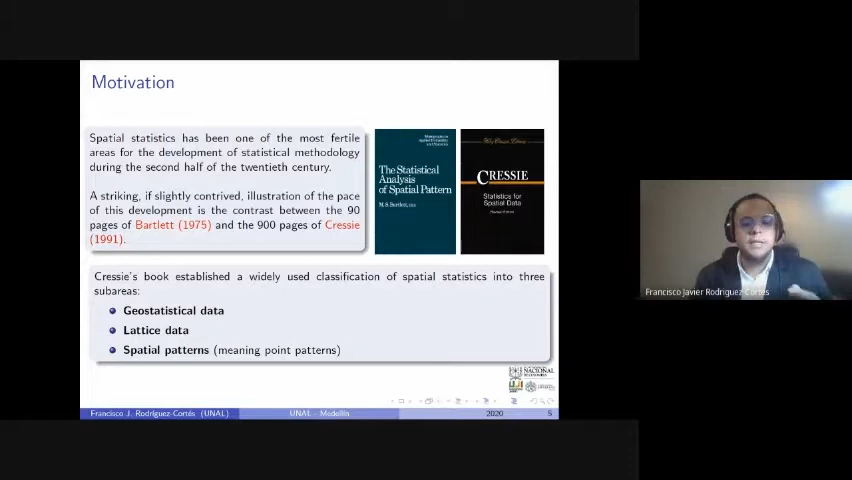 Motivation
Spatial statistics has been one of the most fertile
areas for the development of statistical methodology
during the second half of the twentieth century.
A striking, if slightly contrived, illustration of the pace
of this development is the contrast between the 90
pages of Bartlett (1975) and the 900 pages of Cressie
(1991).
The Statistical
Analysis
of Spatial Pattern
M. S. Bartlett,
CRESSIE
Statistics for
Spatial Data
Cressie's book established a widely used classification of spatial statistics into three
subareas:
Geostatistical data
Lattice data
Spatial patterns (meaning point patterns)
NACIONAL
Francisco J. Rodríguez-Cortés (UNAL)
UNAL - Medellín
2020
5
Francisco Javier Rodriguez Cortes